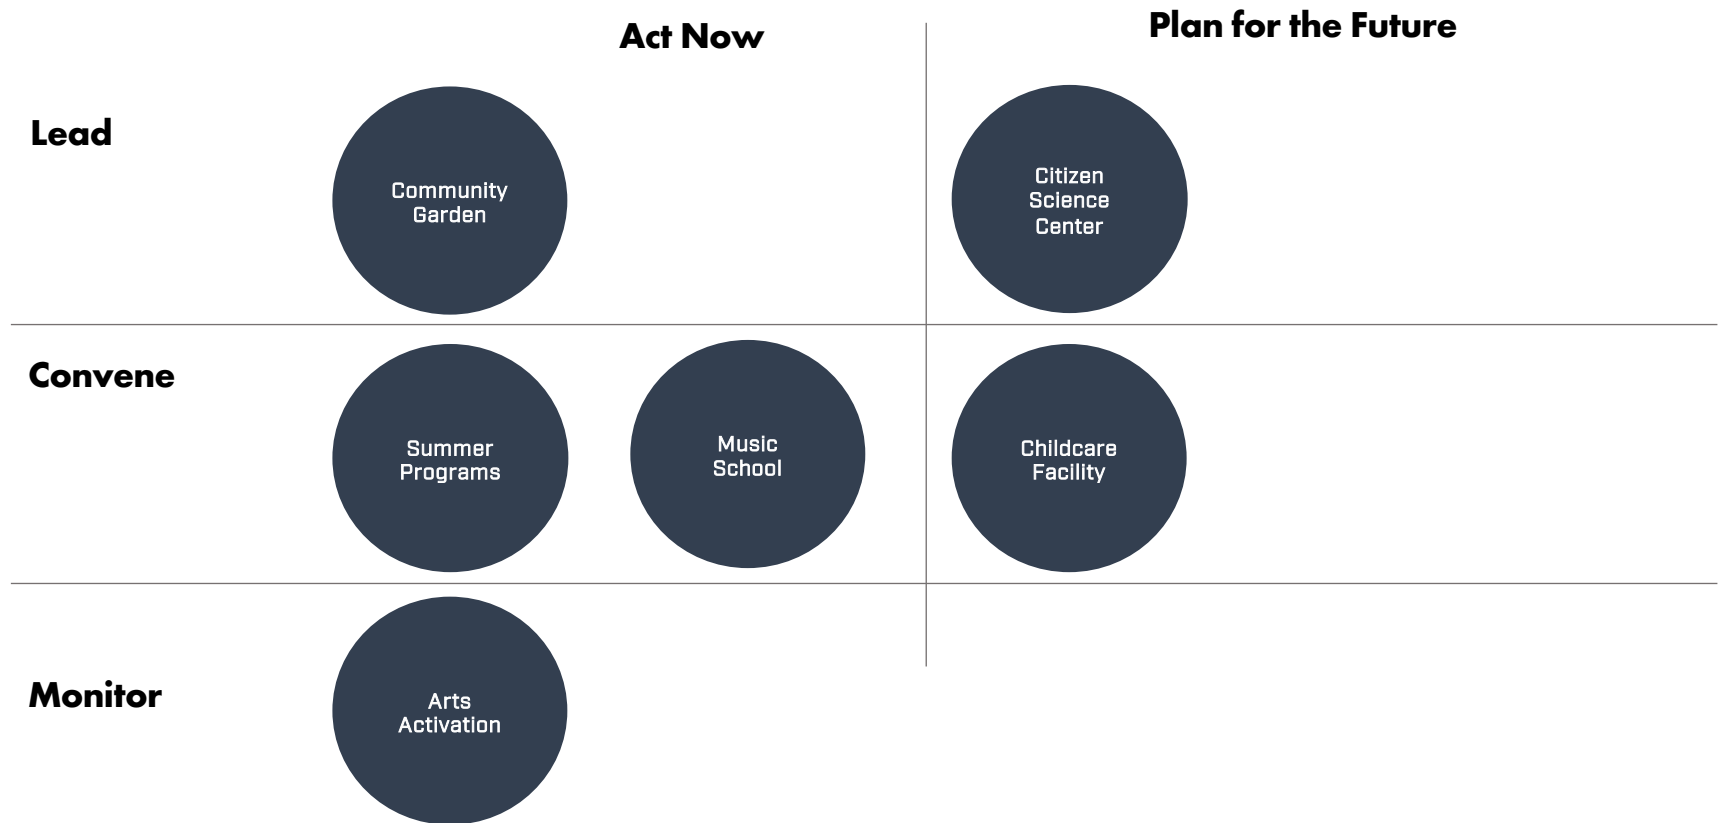 Act Now
Plan for the Future
Lead
Community
Garden
Citizen
Science
Center
Convene
Summer
Programs
Music
School
Childcare
Facility
Monitor
Arts
Activation